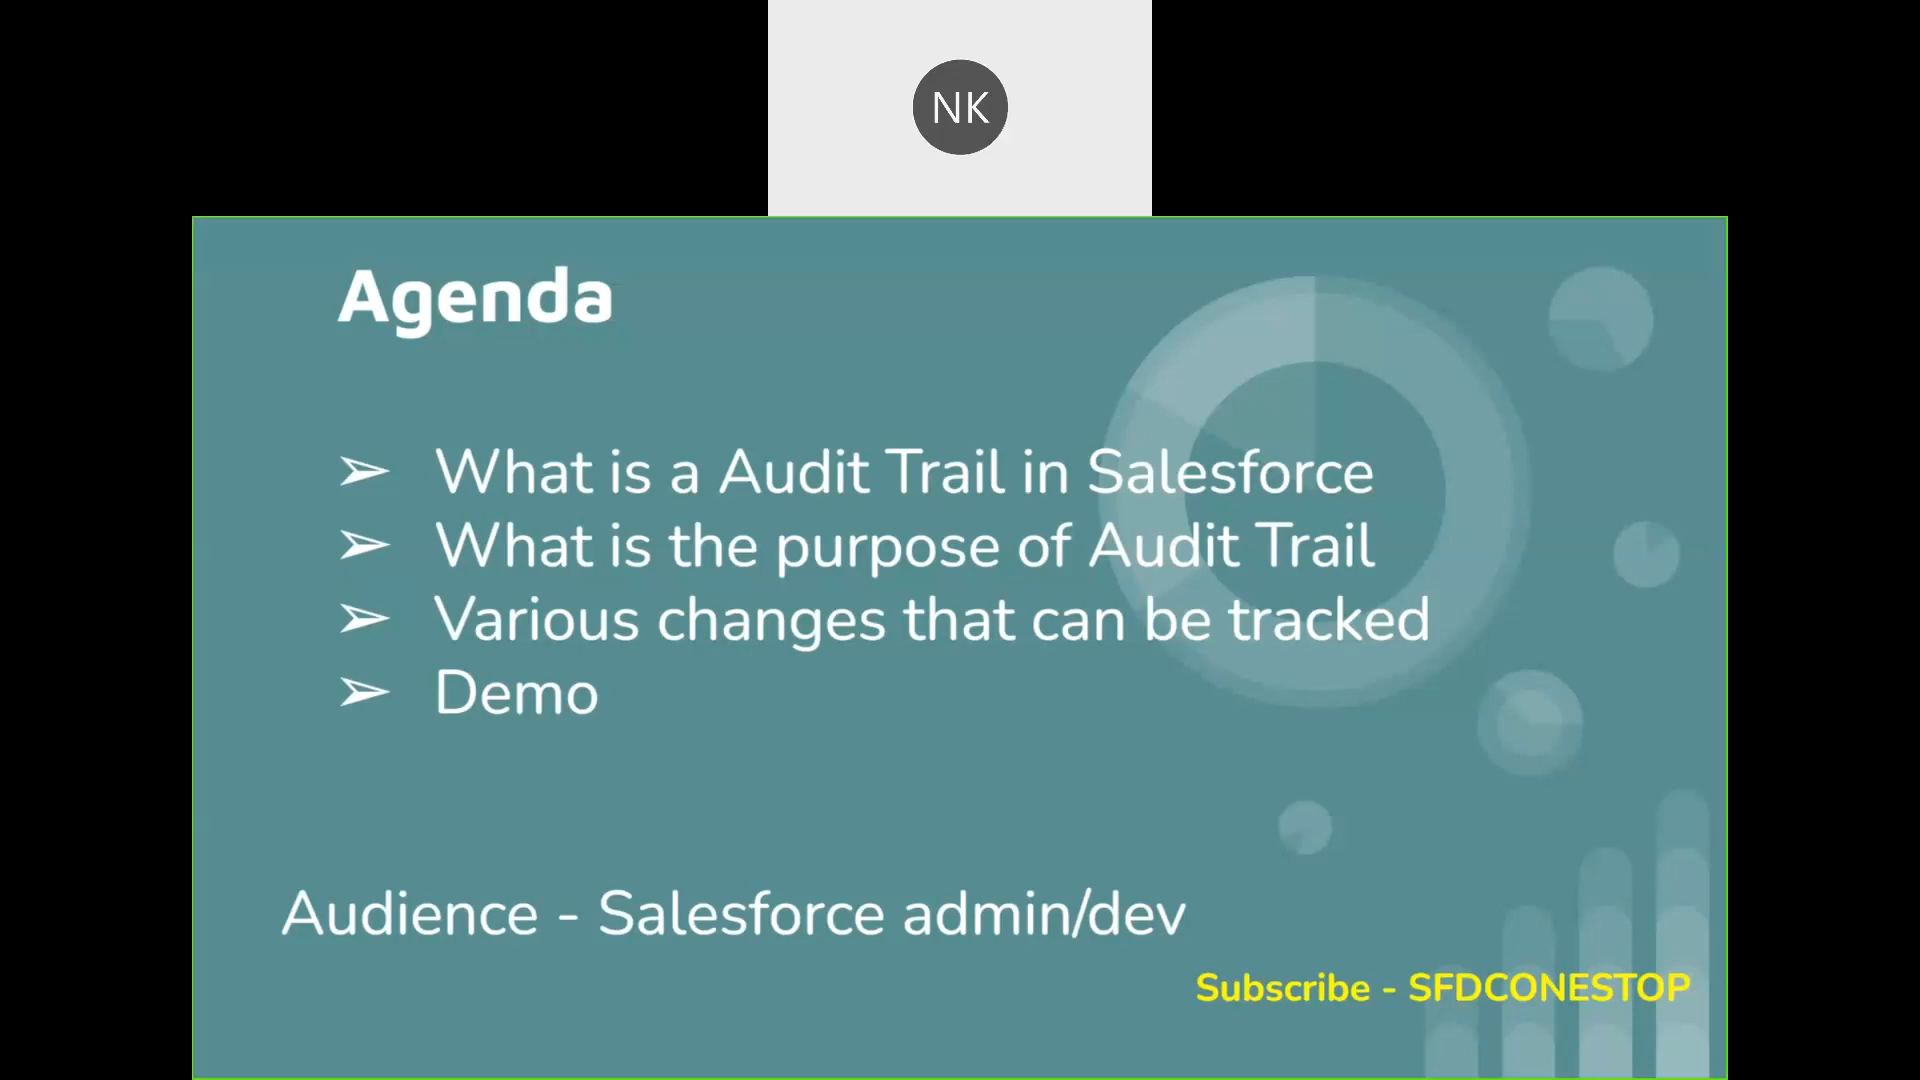 NK
Agenda
➢ What is a Audit Trail in Salesforce
➢ What is the purpose of Audit Trail
➢ Various changes that can be tracked
➢ Demo
Audience - Salesforce admin/dev
Subscribe - SFDCONESTOP